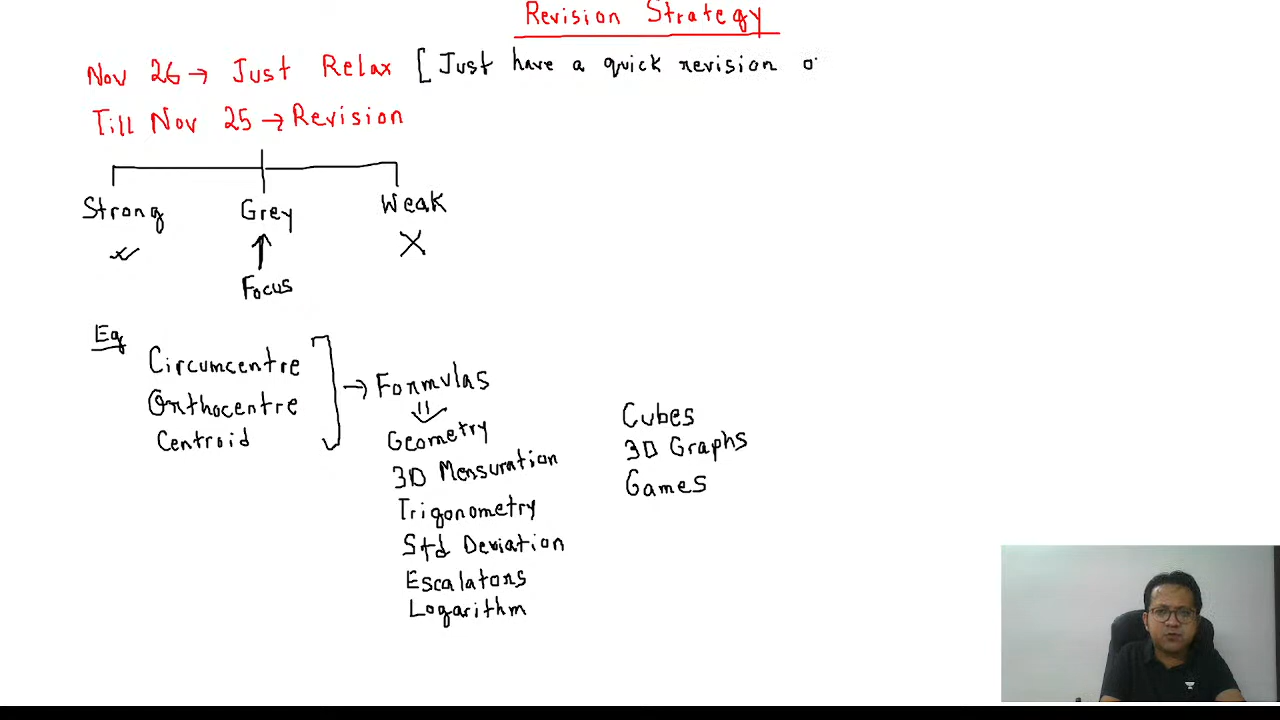 Revision Strategy
Nov 26 → Just Relax [Just have a quick revision o
Till Nov 25 → Revision
Strong Grey Weak
Focus
Eg
Circumcentre
Orthocentre
Centroid
→ Formulas
Geometry
3D Mensuration
Trigonometry
Std Deviation
Escalators
Logarithm
Cubes
3D Graphs
Games